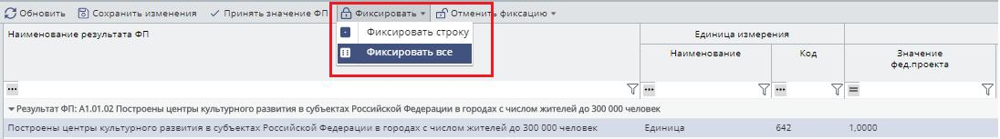 Обновить Сохранить изменения Принять значение ФП Фиксировать Отменить фиксацию
Фиксировать строку
Фиксировать все
Наименование результата ФП
Единица измерения
Наименование Код
Значение
фед.проекта
Результат ФП: А1.01.02 Построены центры культурного развития в субъектах Российской Федерации в городах с числом жителей до 300 000 человек
Построены центры культурного развития в субъектах Российской Федерации в городах с числом жителей до 300 000 человек Единица 642 1,0000